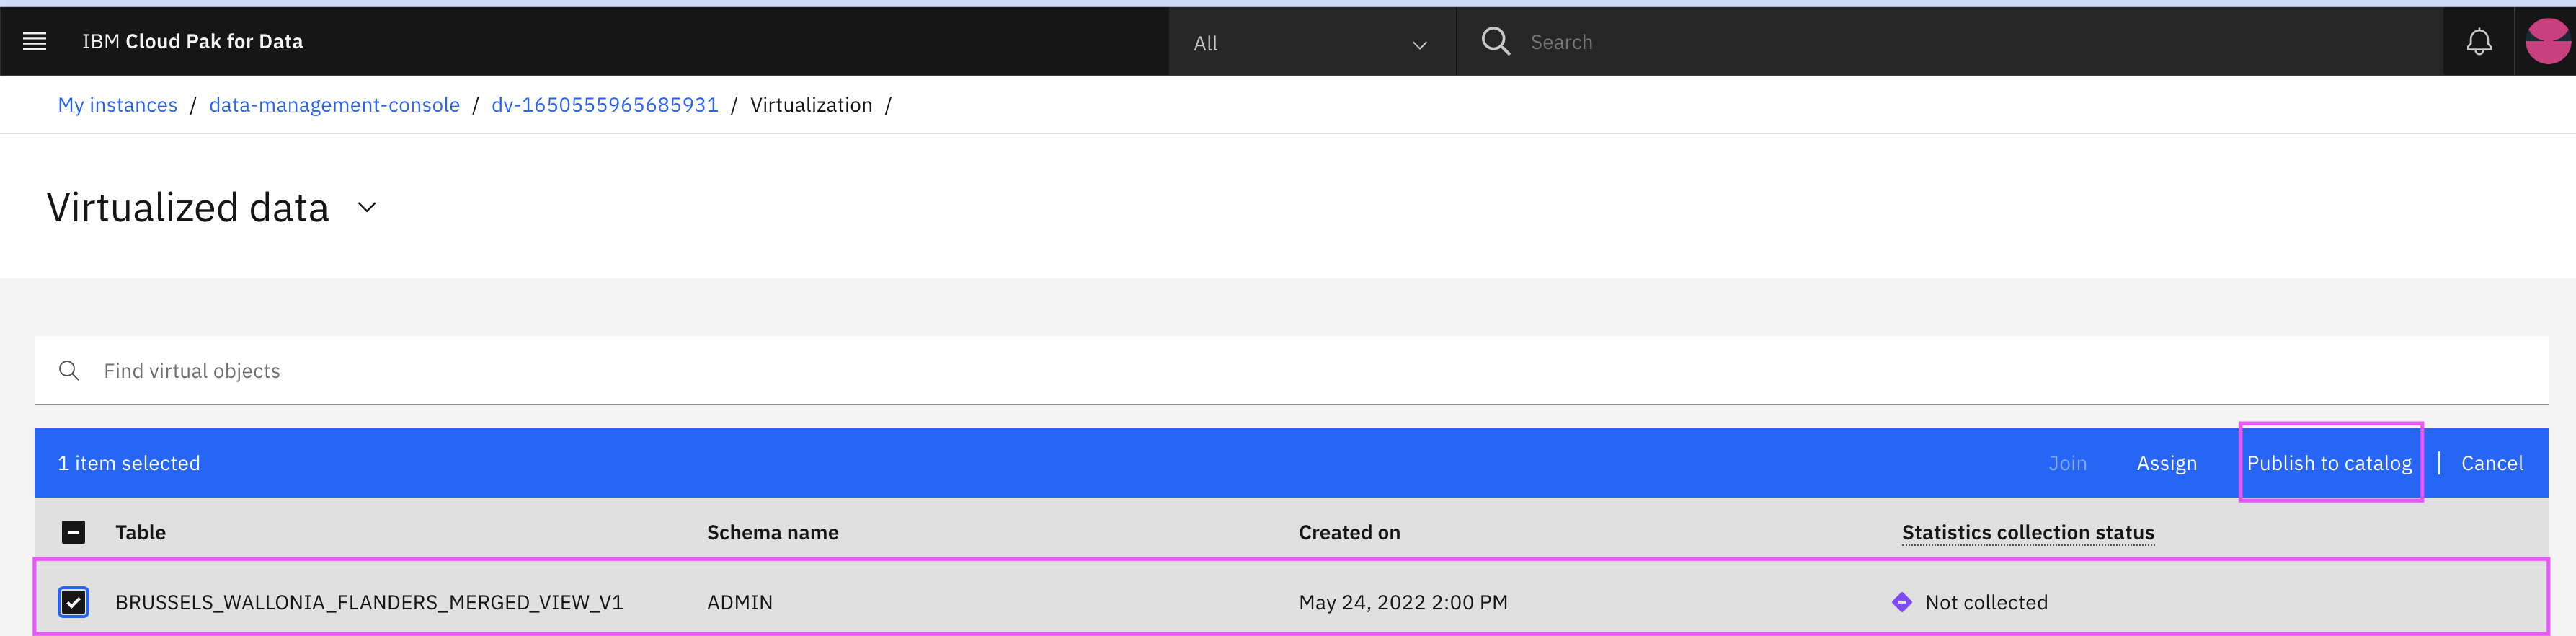 IBM Cloud Pak for Data All Search
My instances / data-management-console / dv-1650555965685931 / Virtualization /
Virtualized data
Find virtual objects
1 item selected Join Assign Publish to catalog | Cancel
Table Schema name Created on Statistics collection status
BRUSSELS_WALLONIA_FLANDERS_MERGED_VIEW_V1 ADMIN May 24, 2022 2:00 PM Not collected